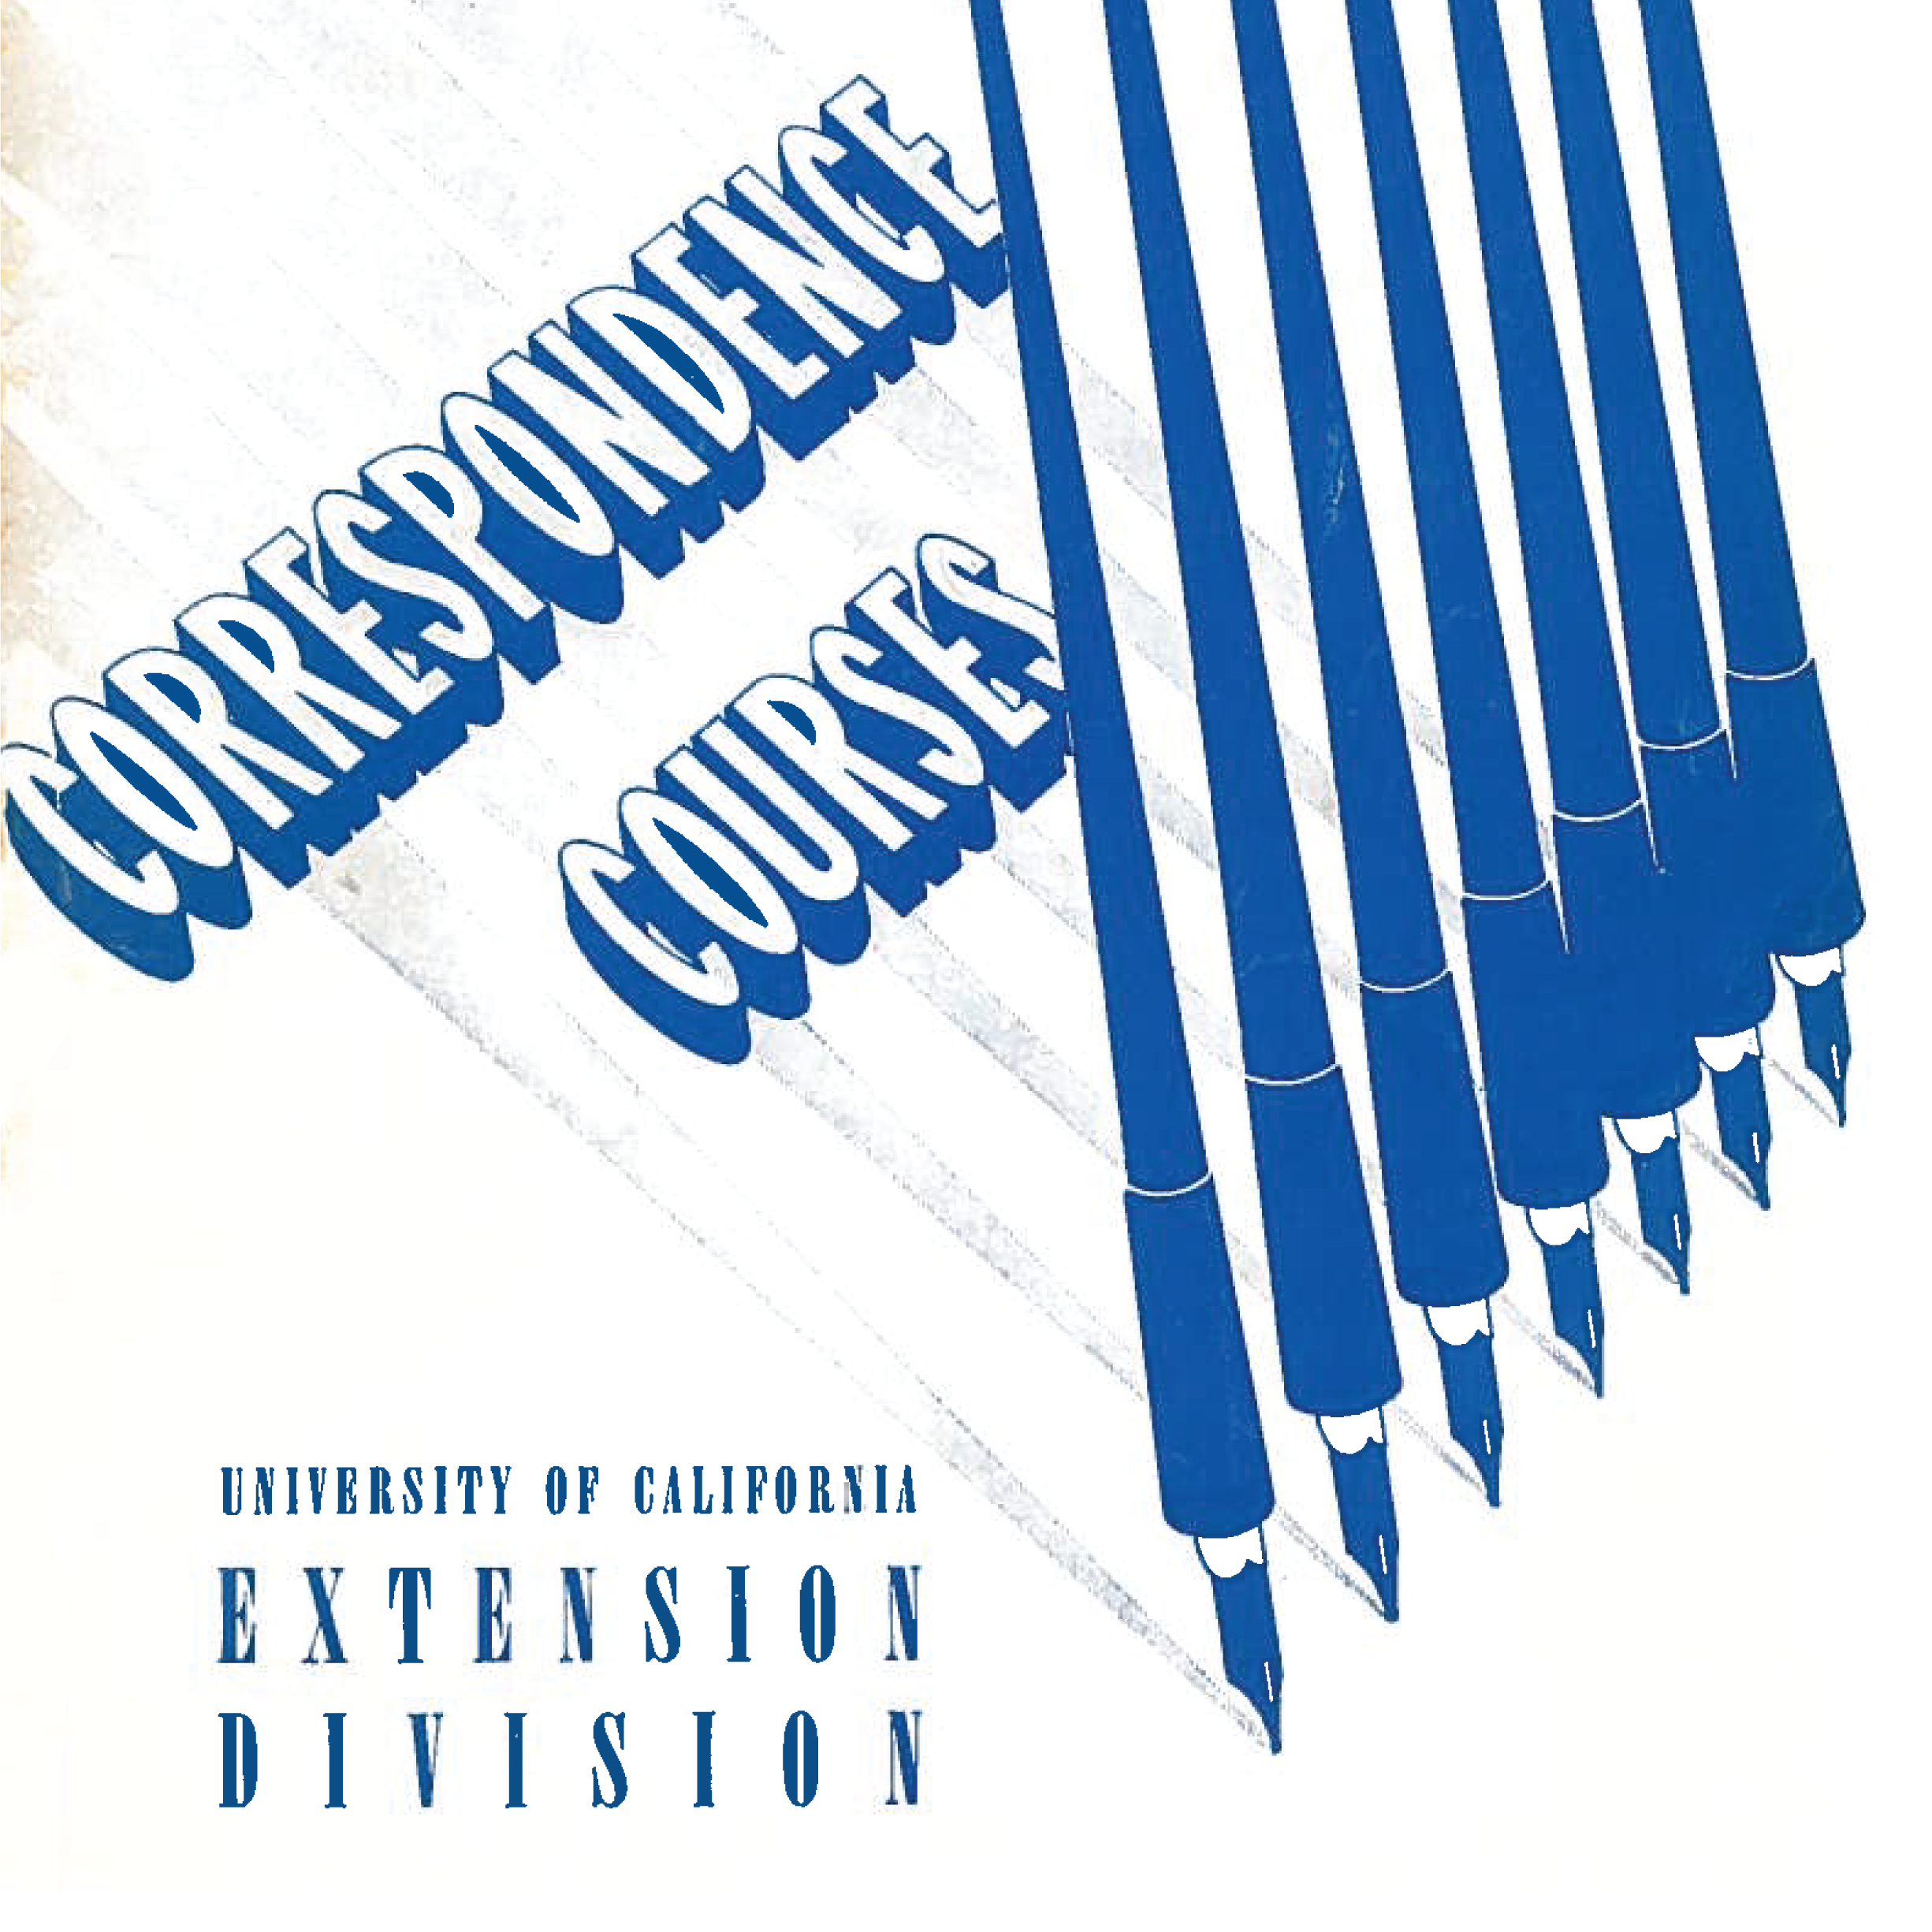 CORRESPONDENCE
COURSES
UNIVERSITY OF CALIFORNIA
EXTENSION
DIVISION